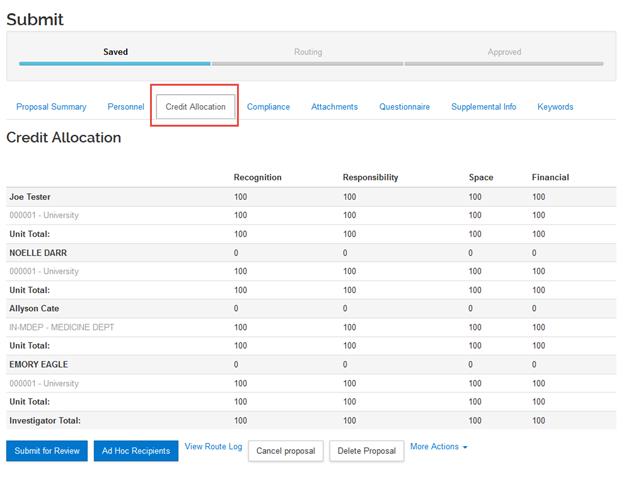 Submit
Saved Routing Approved
Proposal Summary Personnel Credit Allocation Compliance Attachments Questionnaire Supplemental Info Keywords
Credit Allocation
Recognition Responsibility Space Financial
Joe Tester 100 100 100 100
000001 - University 100 100 100 100
Unit Total: 100 100 100 100
NOELLE DARR 0 0 0 0
000001 - University 100 100 100 100
Unit Total: 100 100 100 100
Allyson Cate 0 0 0 0
IN-MDEP - MEDICINE DEPT 100 100 100 100
Unit Total: 100 100 100 100
EMORY EAGLE 0 0 0 0
000001 - University 100 100 100 100
Unit Total: 100 100 100 100
Investigator Total: 100 100 100 100
Submit for Review Ad Hoc Recipients View Route Log Cancel proposal Delete Proposal More Actions